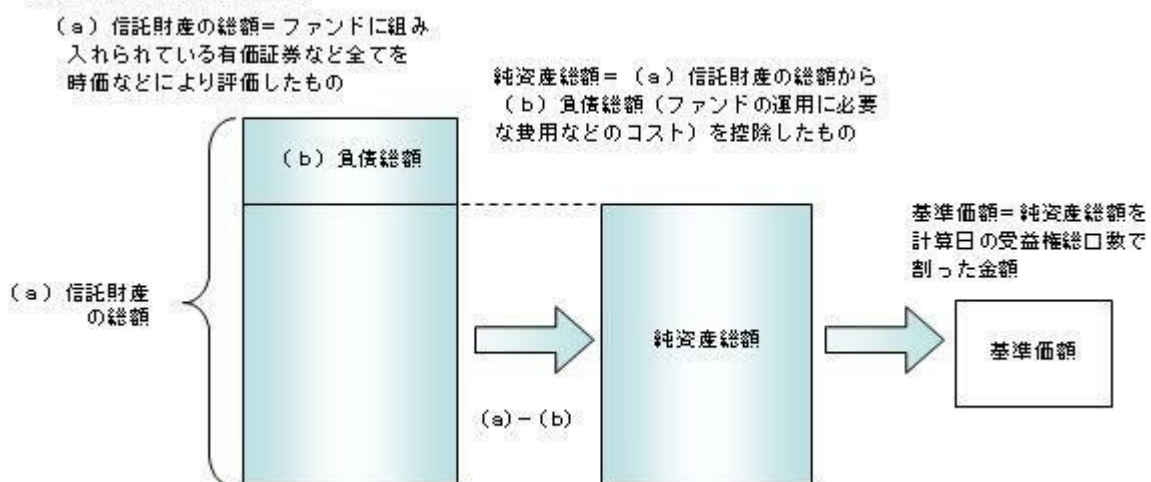 （a）信託財産の総額＝ファンドに組み
入れられている有価証券など全てを
時価などにより評価したもの
純資産総額＝（a）信託財産の総額から
（b）負債総額（ファンドの運用に必要
な費用などのコスト）を控除したもの
（b）負債総額
基準価額＝純資産総額を
計算日の受益権総口数で
割った金額
（a）信託財産
の総額
純資産総額
基準価額
（a）－（b）